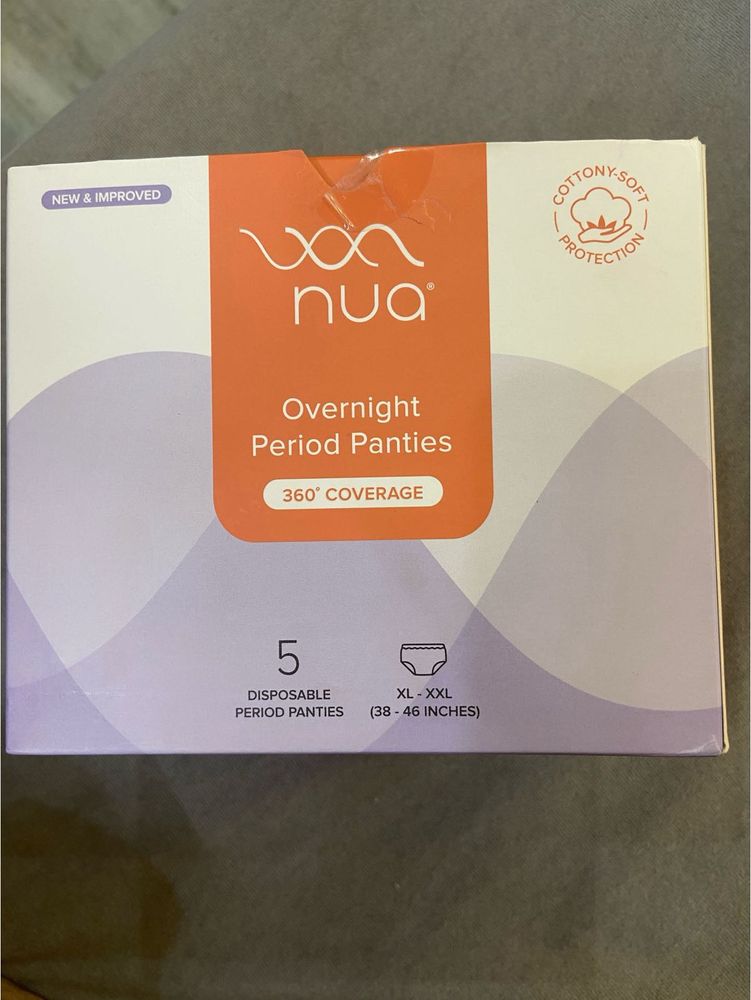 NEW & IMPROVED
nua®
COTTONY-SOFT
PROTECTION
Overnight
Period Panties
360° COVERAGE
5
DISPOSABLE
PERIOD PANTIES
XL - XXL
(38 - 46 INCHES)